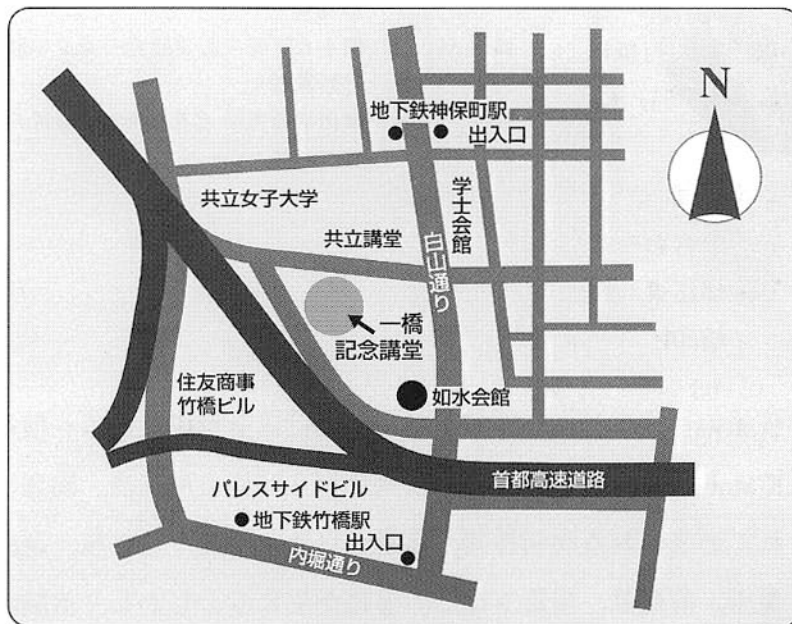 N
地下鉄神保町駅
出入口
共立女子大学
学士会館
共立講堂
白山通り
一橋
記念講堂
住友商事
竹橋ビル
如水会館
首都高速道路
パレスサイドビル
地下鉄竹橋駅
出入口
内堀通り